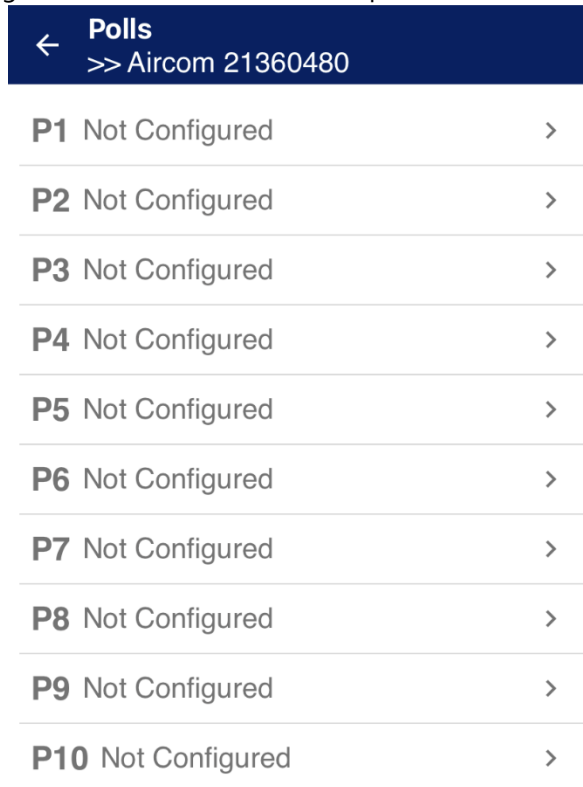 Polls
>> Aircom 21360480
P1 Not Configured
P2 Not Configured
P3 Not Configured
P4 Not Configured
P5 Not Configured
P6 Not Configured
P7 Not Configured
P8 Not Configured
P9 Not Configured
P10 Not Configured